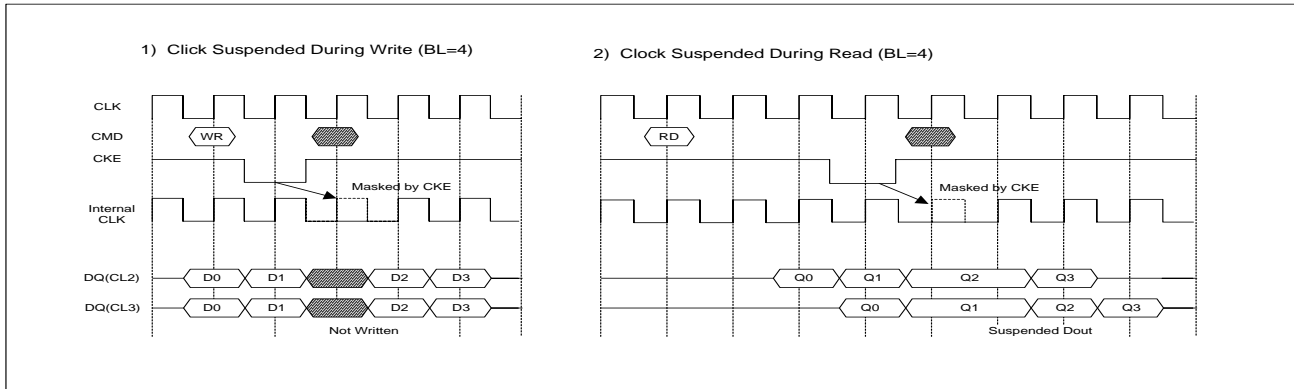 1) Click Suspended During Write (BL=4)
2) Clock Suspended During Read (BL=4)
CLK
CMD
WR
RD
CKE
Masked by CKE
Masked by CKE
Internal
CLK
DQ(CL2)
D0 D1 D2 D3
Q0 Q1 Q2 Q3
DQ(CL3)
D0 D1 D2 D3
Q0 Q1 Q2 Q3
Not Written
Suspended Dout